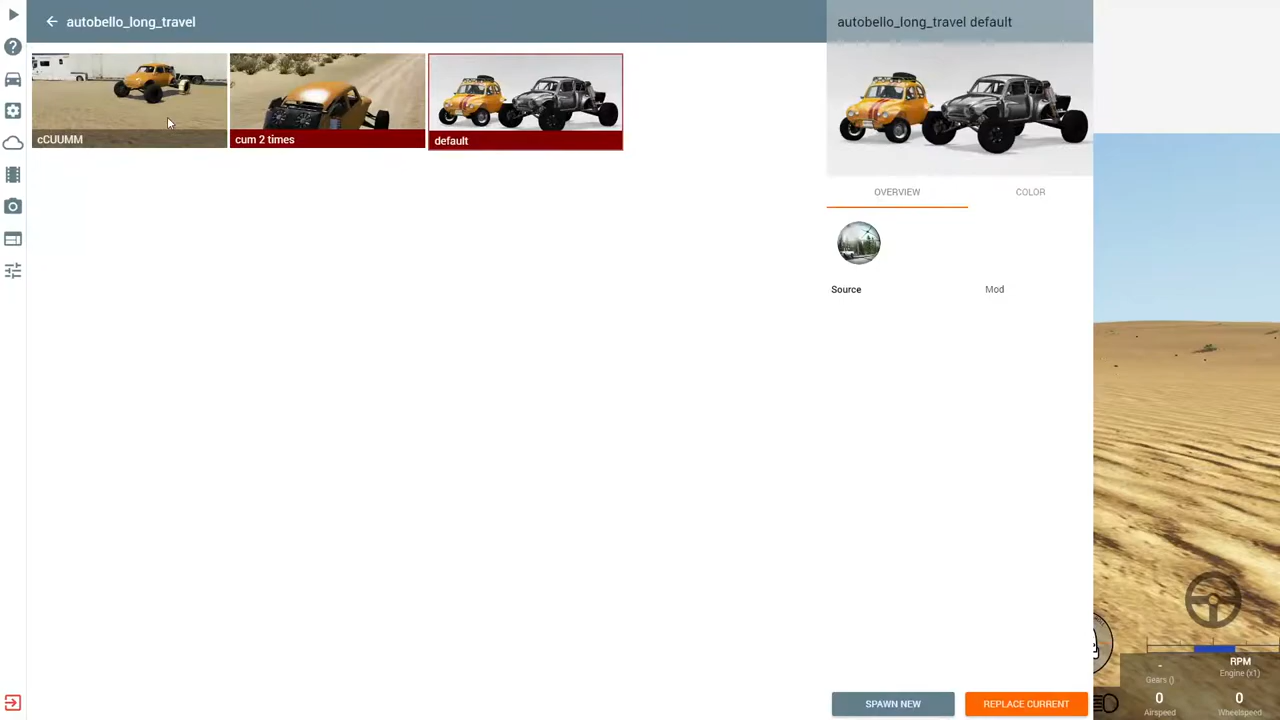 autobello_long_travel
autobello_long_travel default
cCUUMM
cum 2 times
default
OVERVIEW
COLOR
Source
Mod
SPAWN NEW
REPLACE CURRENT
-
Gears ()
RPM
Engine (x1)
0
Airspeed
0
Wheelspeed